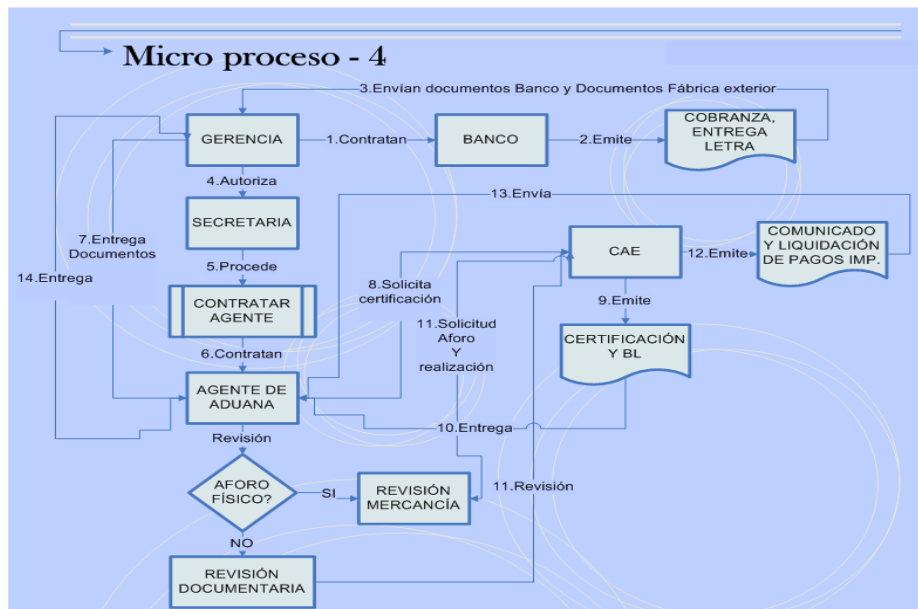 Micro proceso - 4
3.Envían documentos Banco y Documentos Fábrica exterior
GERENCIA
1.Contratan
BANCO
2.Emite
COBRANZA,
ENTREGA
LETRA
4.Autoriza
13.Envía
SECRETARIA
7.Entrega
Documentos
14.Entrega
5.Procede
CAE
12.Emite
COMUNICADO
Y LIQUIDACIÓN
DE PAGOS IMP.
8.Solicita
certificación
CONTRATAR
AGENTE
9.Emite
11.Solicitud
Aforo
Y
realización
CERTIFICACIÓN
Y BL
6.Contratan
AGENTE DE
ADUANA
10.Entrega
Revisión
AFORO
FÍSICO?
SI
REVISIÓN
MERCANCÍA
11.Revisión
NO
REVISIÓN
DOCUMENTARIA